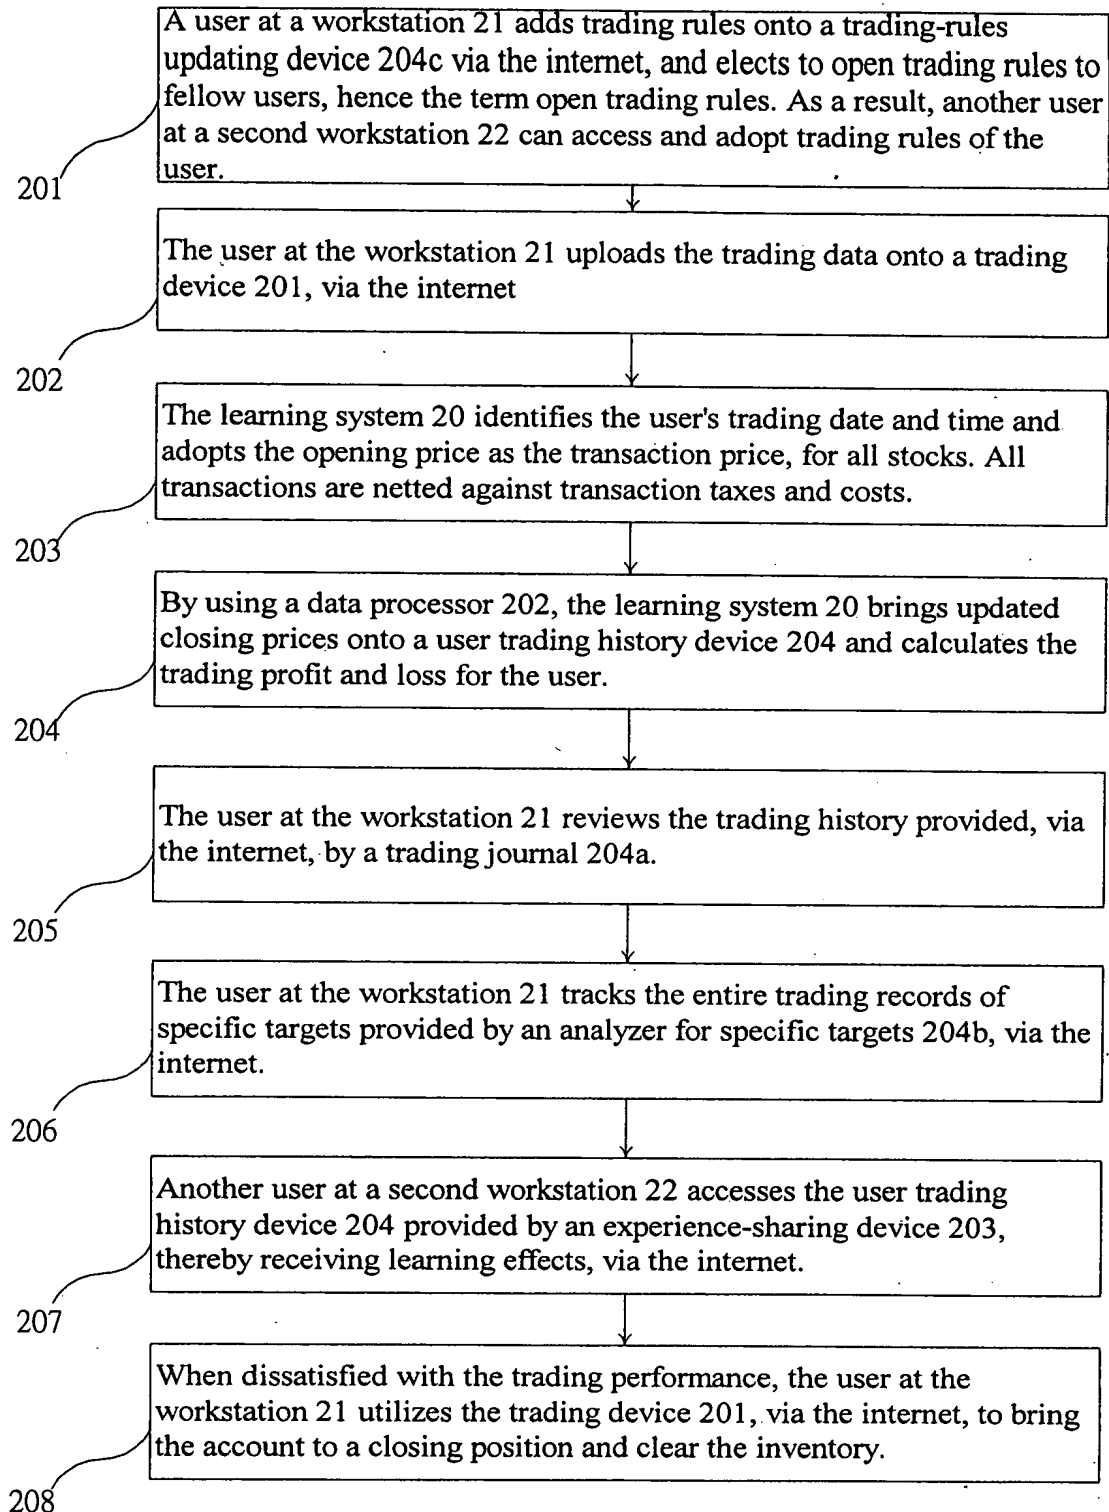 A user at a workstation 21 adds trading rules onto a trading-rules
updating device 204c via the internet, and elects to open trading rules to
fellow users, hence the term open trading rules. As a result, another user
at a second workstation 22 can access and adopt trading rules of the
user.
201
The user at the workstation 21 uploads the trading data onto a trading
device 201, via the internet
202
The learning system 20 identifies the user's trading date and time and
adopts the opening price as the transaction price, for all stocks. All
transactions are netted against transaction taxes and costs.
203
By using a data processor 202, the learning system 20 brings updated
closing prices onto a user trading history device 204 and calculates the
trading profit and loss for the user.
204
The user at the workstation 21 reviews the trading history provided, via
the internet, by a trading journal 204a.
205
The user at the workstation 21 tracks the entire trading records of
specific targets provided by an analyzer for specific targets 204b, via the
internet.
206
Another user at a second workstation 22 accesses the user trading
history device 204 provided by an experience-sharing device 203,
thereby receiving learning effects, via the internet.
207
When dissatisfied with the trading performance, the user at the
workstation 21 utilizes the trading device 201, via the internet, to bring
the account to a closing position and clear the inventory.
208